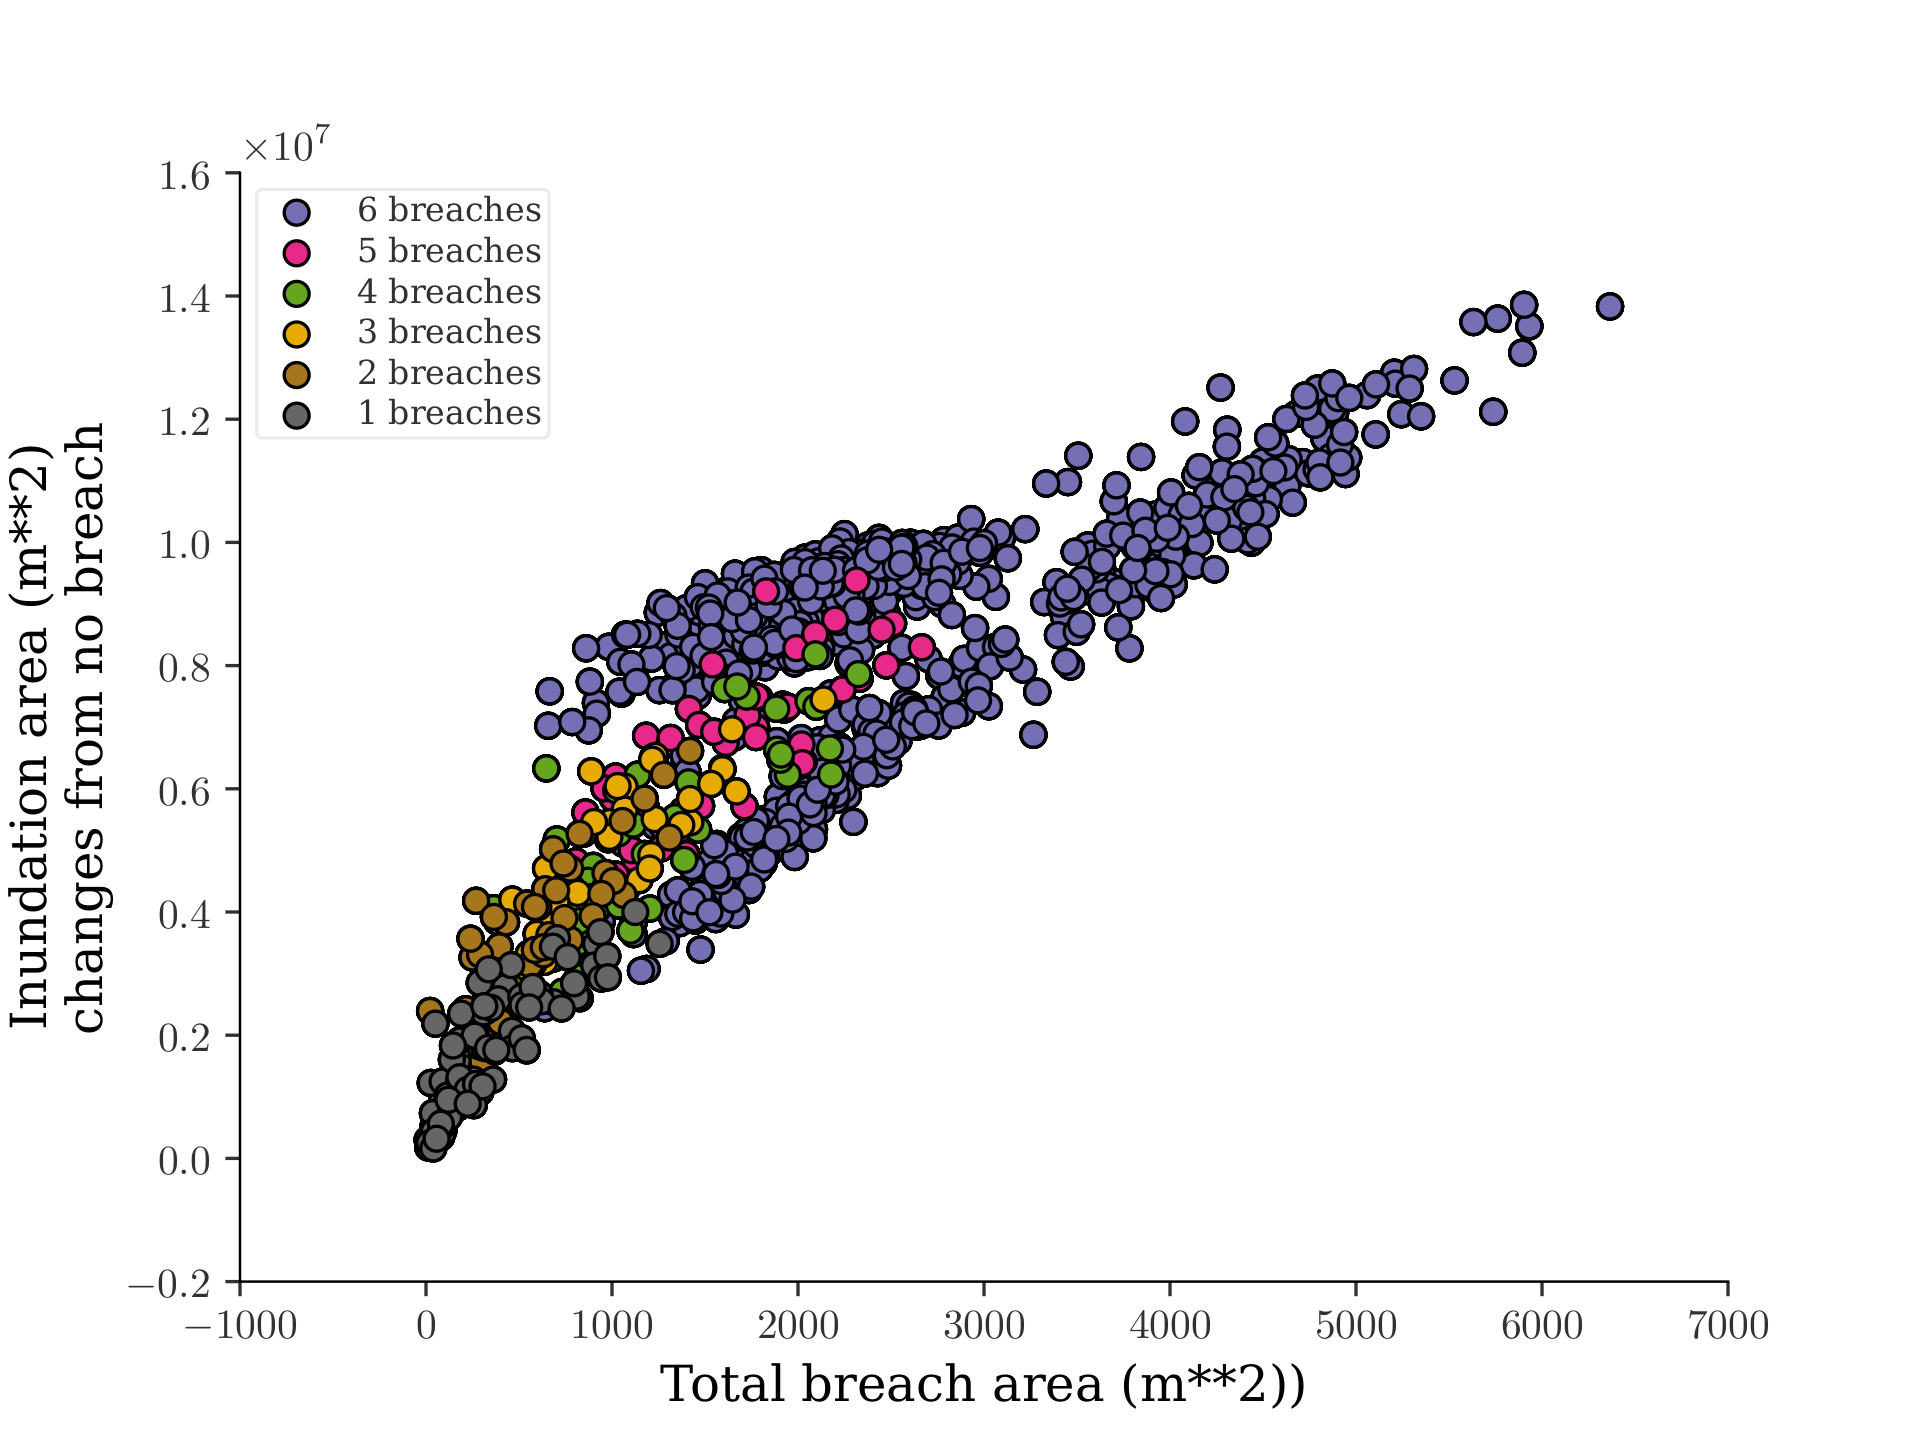 ×10⁷
1.6
1.4
1.2
1.0
0.8
0.6
0.4
0.2
0.0
−0.2
6 breaches
5 breaches
4 breaches
3 breaches
2 breaches
1 breaches
Inundation area (m**2)
changes from no breach
−1000 0 1000 2000 3000 4000 5000 6000 7000
Total breach area (m**2))